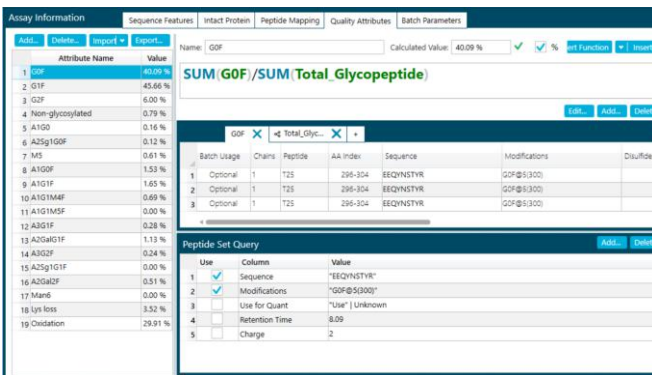 Assay Information
Sequence Features Intact Protein Peptide Mapping Quality Attributes Batch Parameters
Add... Delete... Import Export...
Attribute Name Value
1 G0F 40.09 %
2 G1F 45.66 %
3 G2F 6.00 %
4 Non-glycosylated 0.79 %
5 A1G0 0.16 %
6 A2Sg1G0F 0.12 %
7 M5 0.61 %
8 A1G0F 1.53 %
9 A1G1F 1.65 %
10 A1G1M4F 0.69 %
11 A1G1M5F 0.00 %
12 A3G1F 0.28 %
13 A2GalG1F 1.13 %
14 A3G2F 0.24 %
15 A2Sg1G1F 0.00 %
16 A2Gal2F 0.51 %
17 Man6 0.00 %
18 Lys loss 3.52 %
19 Oxidation 29.91 %
Name: G0F Calculated Value: 40.09 % % ert Function Insert
SUM(G0F)/SUM(Total_Glycopeptide)
Edit... Add... Delet
G0F Total_Glyc... +
Batch Usage Chains Peptide AA Index Sequence Modifications Disulfide
1 Optional 1 T25 296-304 EEQYNSTYR G0F@5(300)
2 Optional 1 T25 296-304 EEQYNSTYR G0F@5(300)
3 Optional 1 T25 296-304 EEQYNSTYR G0F@5(300)
Peptide Set Query Add... Delet
Use Column Value
1 Sequence "EEQYNSTYR"
2 Modifications "G0F@5(300)"
3 Use for Quant "Use" | Unknown
4 Retention Time 8.09
5 Charge 2